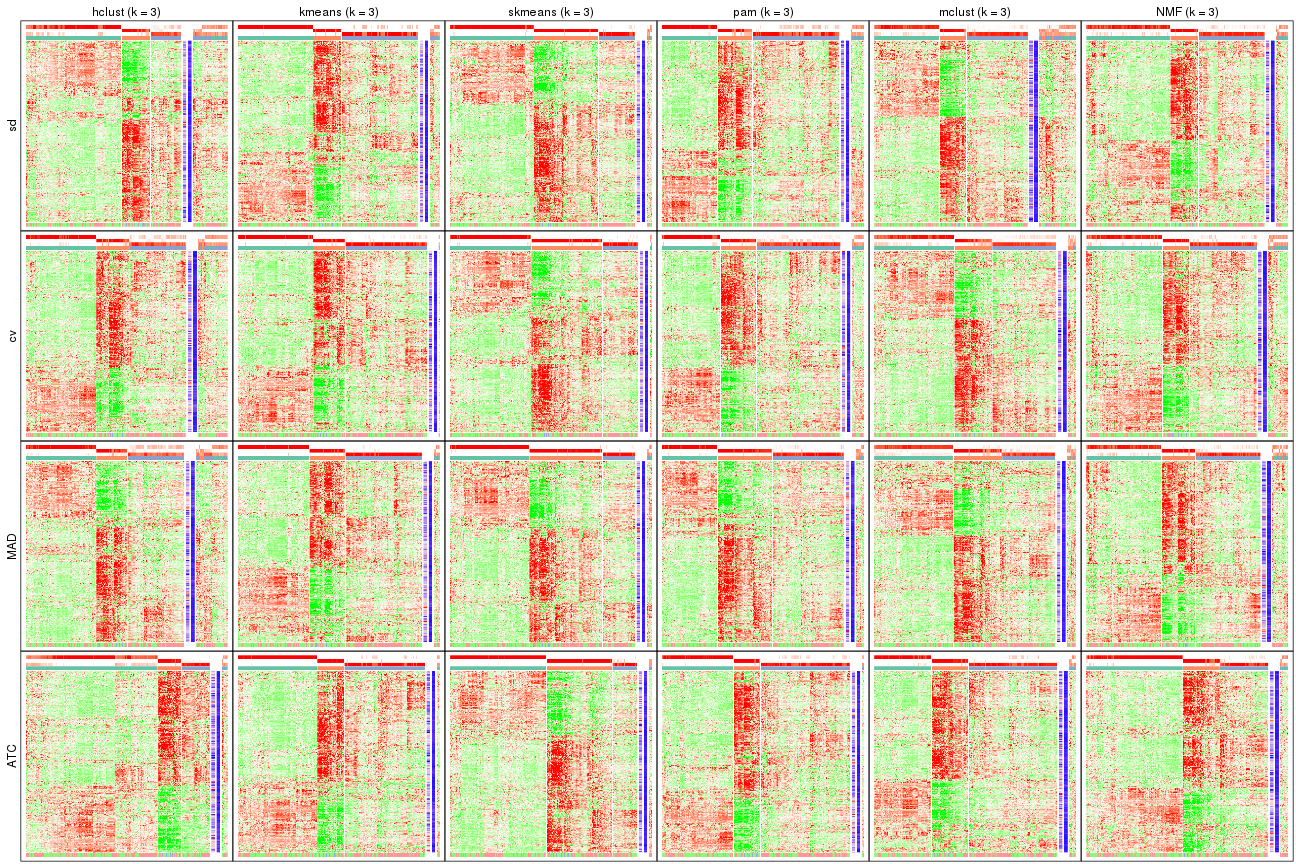 hclust (k = 3) kmeans (k = 3) skmeans (k = 3) pam (k = 3) mclust (k = 3) NMF (k = 3)
sd
cv
MAD
ATC